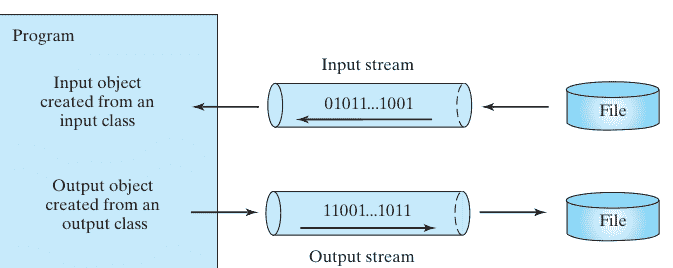 Program
Input stream
Input object
created from an
input class
01011...1001
File
Output object
created from an
output class
11001...1011
File
Output stream